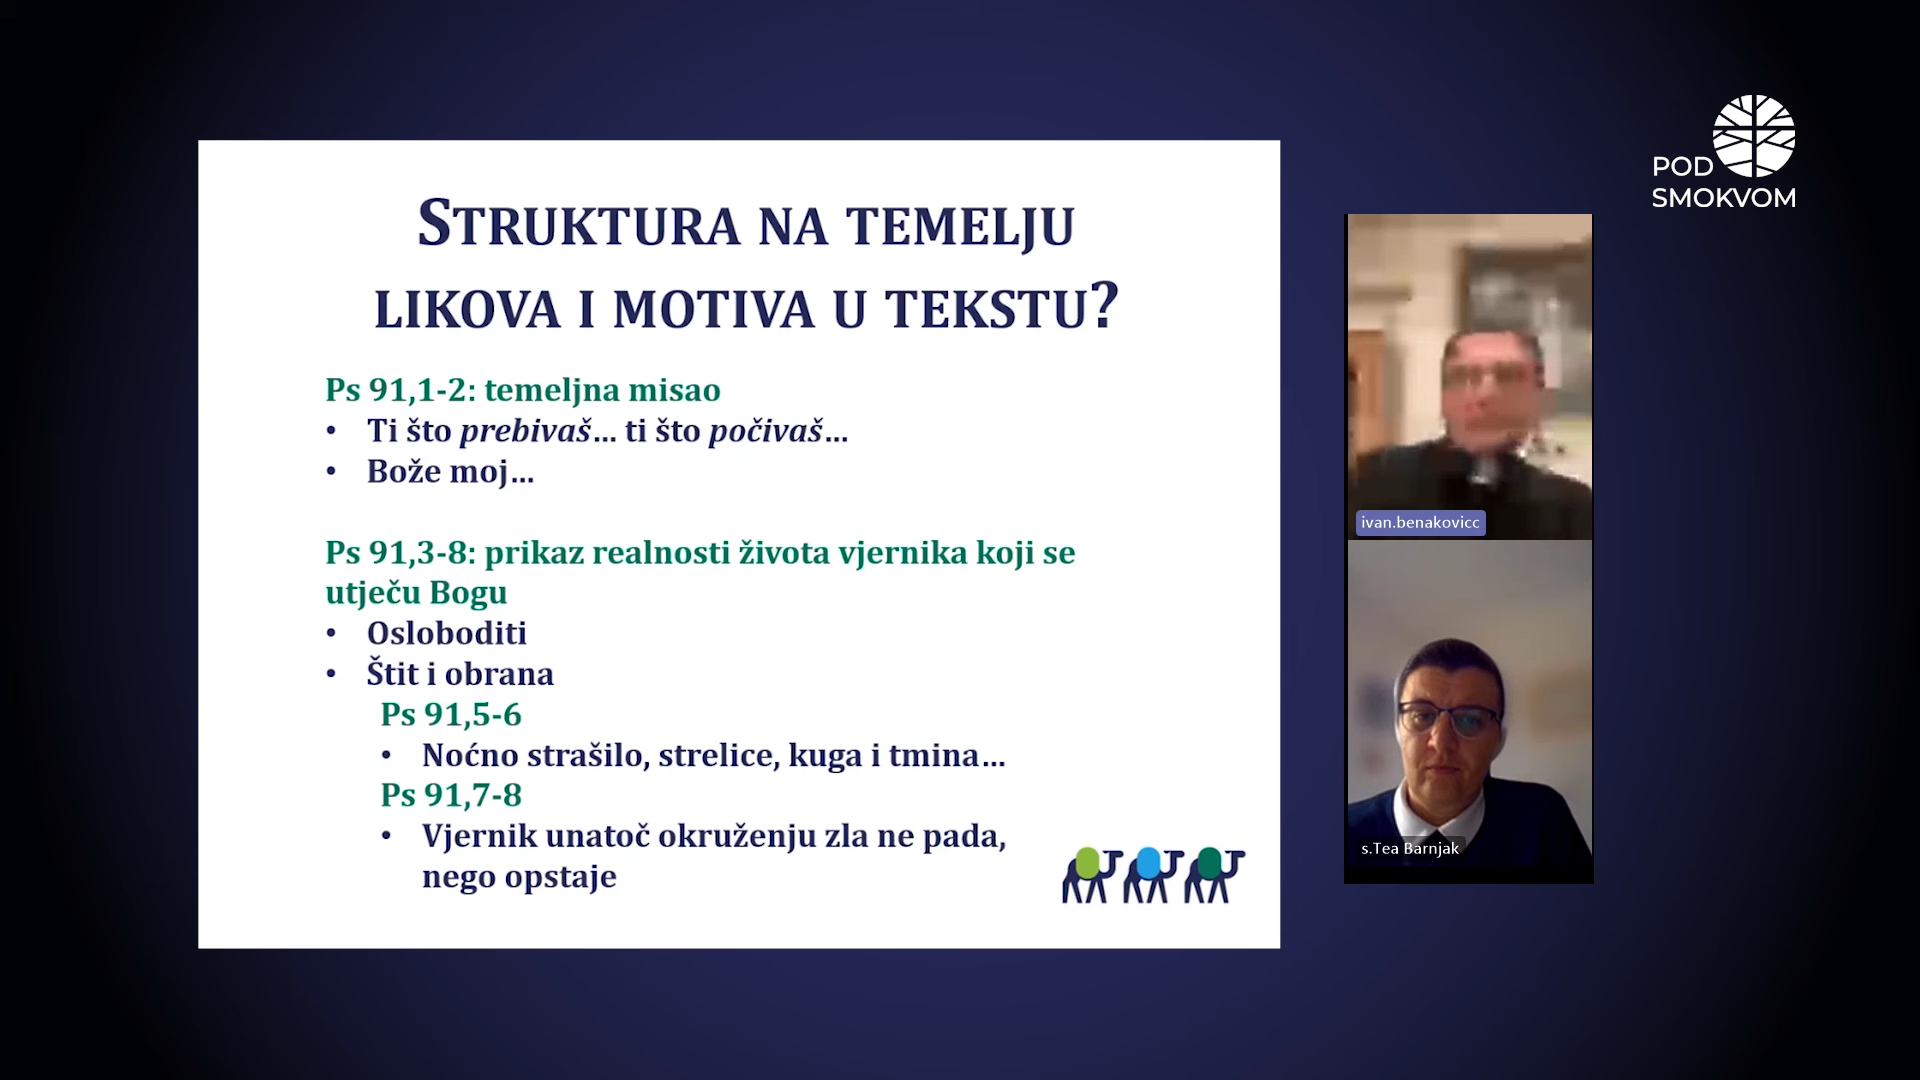 STRUKTURA NA TEMELJU
LIKOVA I MOTIVA U TEKSTU?
Ps 91,1-2: temeljna misao
• Ti što prebivaš... ti što počivaš...
• Bože moj...
Ps 91,3-8: prikaz realnosti života vjernika koji se
utječu Bogu
• Osloboditi
• Štit i obrana
Ps 91,5-6
• Noćno strašilo, strelice, kuga i tmina...
Ps 91,7-8
• Vjernik unatoč okruženju zla ne pada,
nego opstaje
POD
SMOKVOM
ivan.benakovicc
s.Tea Barnjak